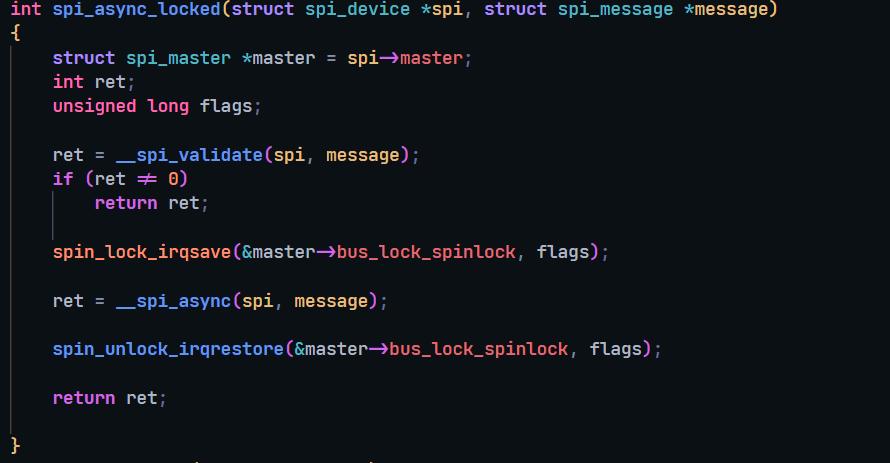 int spi_async_locked(struct spi_device *spi, struct spi_message *message)
{
    struct spi_master *master = spi->master;
    int ret;
    unsigned long flags;

    ret = __spi_validate(spi, message);
    if (ret != 0)
        return ret;

    spin_lock_irqsave(&master->bus_lock_spinlock, flags);

    ret = __spi_async(spi, message);

    spin_unlock_irqrestore(&master->bus_lock_spinlock, flags);

    return ret;

}